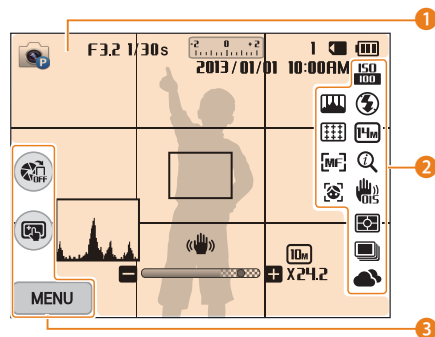 1
F3.2 1/30s
-2 0 +2
1
2013/01/01 10:00AM
ISO
100
P
14M
MF
i
OIS
OFF
10M
X24.2
MENU
2
3